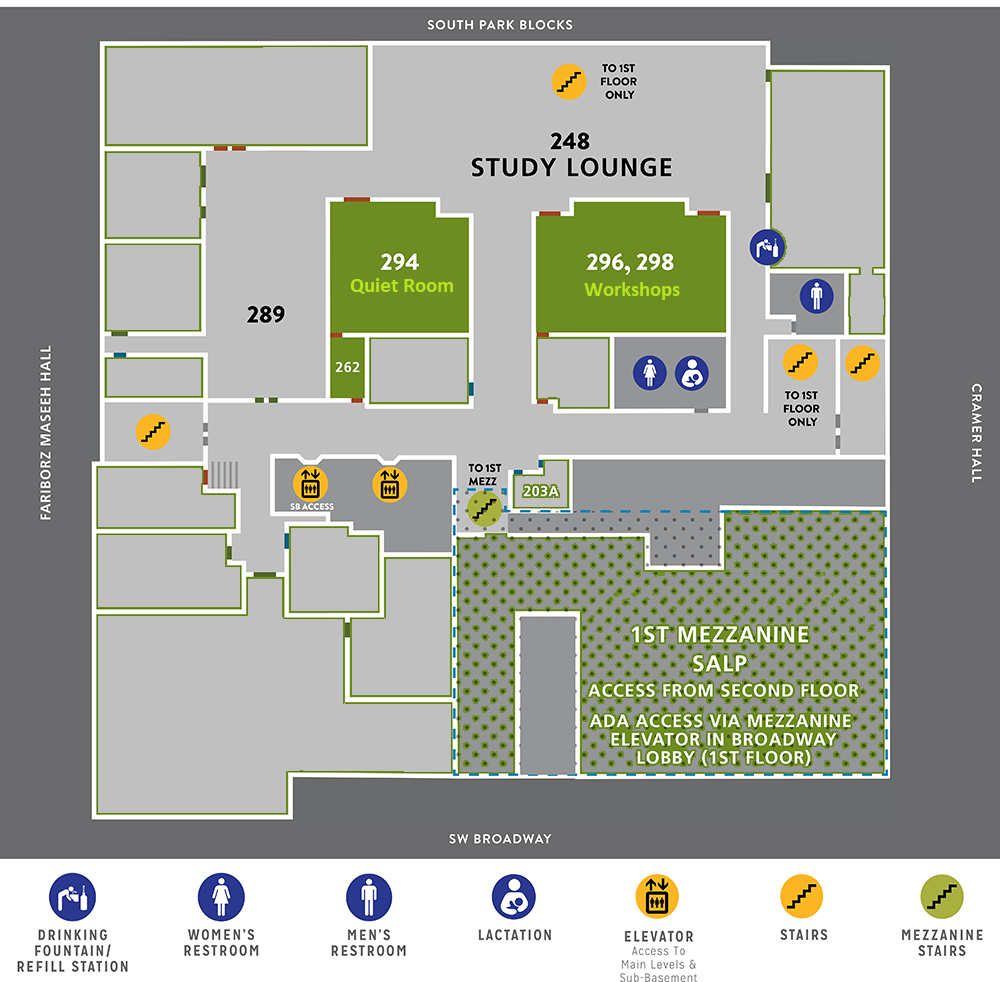 SOUTH PARK BLOCKS
TO 1ST
FLOOR
ONLY
248
STUDY LOUNGE
294
Quiet Room
296, 298
Workshops
289
262
TO 1ST
FLOOR
ONLY
FARIBORZ MASEEH HALL
CRAMER HALL
SB ACCESS
TO 1ST
MEZZ
203A
1ST MEZZANINE
SALP
ACCESS FROM SECOND FLOOR
ADA ACCESS VIA MEZZANINE
ELEVATOR IN BROADWAY
LOBBY (1ST FLOOR)
SW BROADWAY
DRINKING
FOUNTAIN/
REFILL STATION
WOMEN'S
RESTROOM
MEN'S
RESTROOM
LACTATION
ELEVATOR
Access To
Main Levels &
Sub-Basement
STAIRS
MEZZANINE
STAIRS